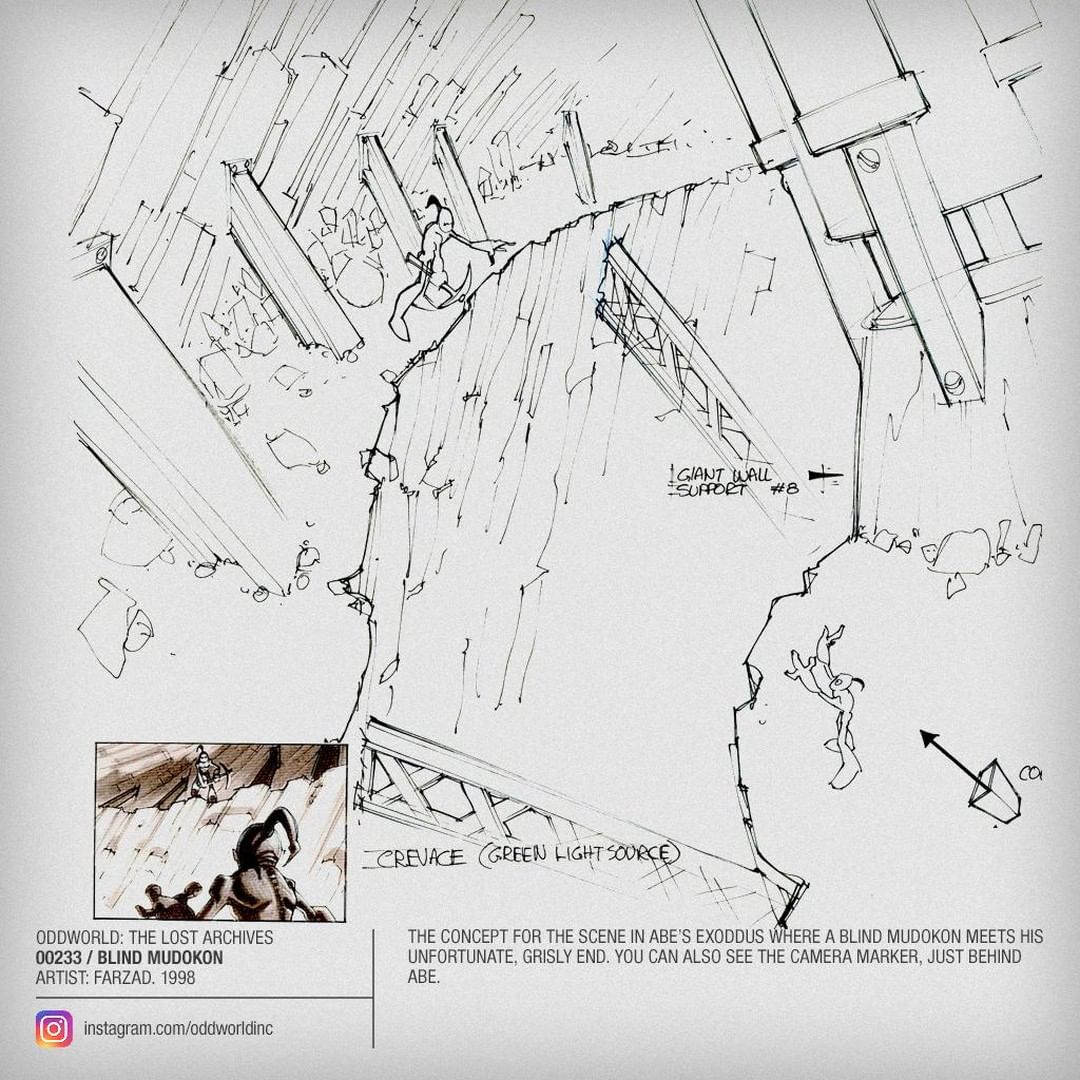 GIANT WALL
SUPPORT #8
CREVACE (GREEN LIGHT SOURCE)
ODDWORLD: THE LOST ARCHIVES
00233 / BLIND MUDOKON
ARTIST: FARZAD. 1998
instagram.com/oddworldinc
THE CONCEPT FOR THE SCENE IN ABE'S EXODDUS WHERE A BLIND MUDOKON MEETS HIS
UNFORTUNATE, GRISLY END. YOU CAN ALSO SEE THE CAMERA MARKER, JUST BEHIND
ABE.